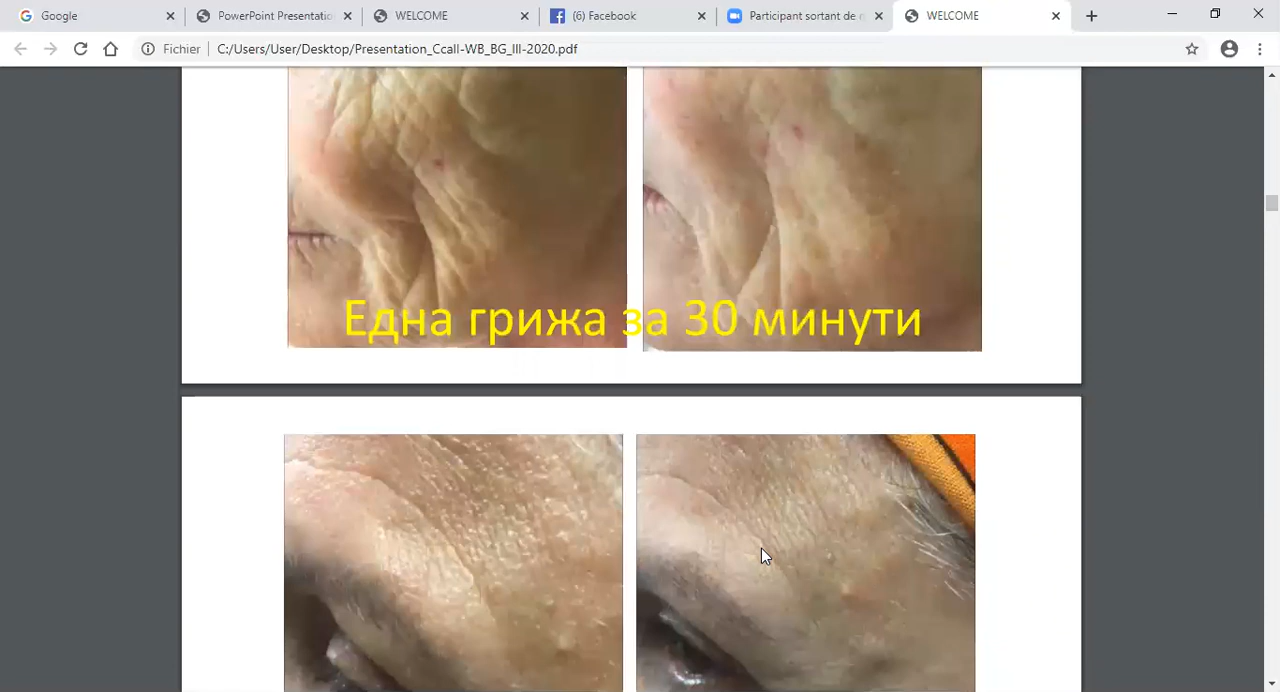 Google
PowerPoint Presentatio
WELCOME
(6) Facebook
Participant sortant de r
WELCOME
Fichier
C:/Users/User/Desktop/Presentation_Ccall-WB_BG_III-2020.pdf
Една грижа за 30 минути